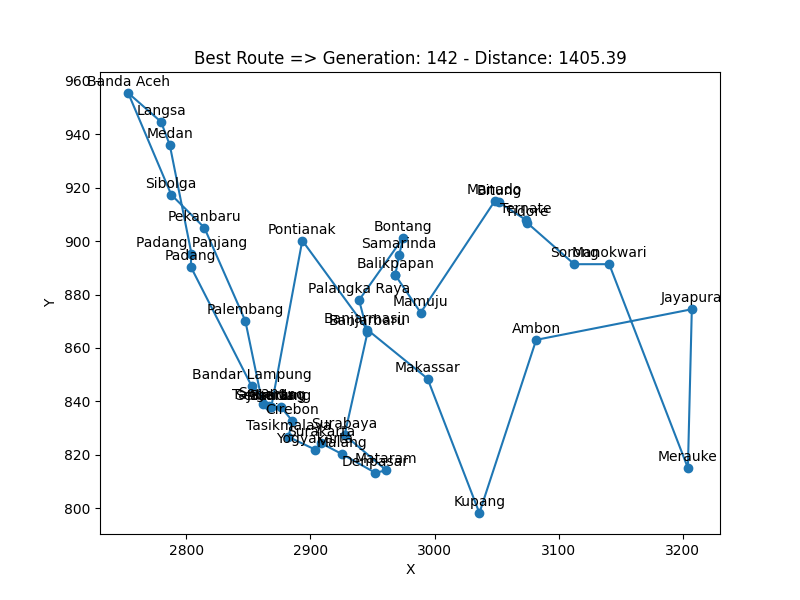 Best Route => Generation: 142 - Distance: 1405.39
960
Banda Aceh
Langsa
940
Medan
920
Sibolga
Manado
Bitung
Ternate
Tidore
Pekanbaru
Pontianak
Bontang
900
Padang Panjang
Samarinda
Padang
Sorong
Manokwari
Balikpapan
880
Palangka Raya
Mamuju
Jayapura
Palembang
Banjarmasin
Banjarbaru
Ambon
860
Makassar
Bandar Lampung
840
Cirebon
Tasikmalaya
Surabaya
Surakarta
Yogyakarta
Malang
820
Mataram
Denpasar
Merauke
Kupang
800
2800
2900
3000
3100
3200
X
Y